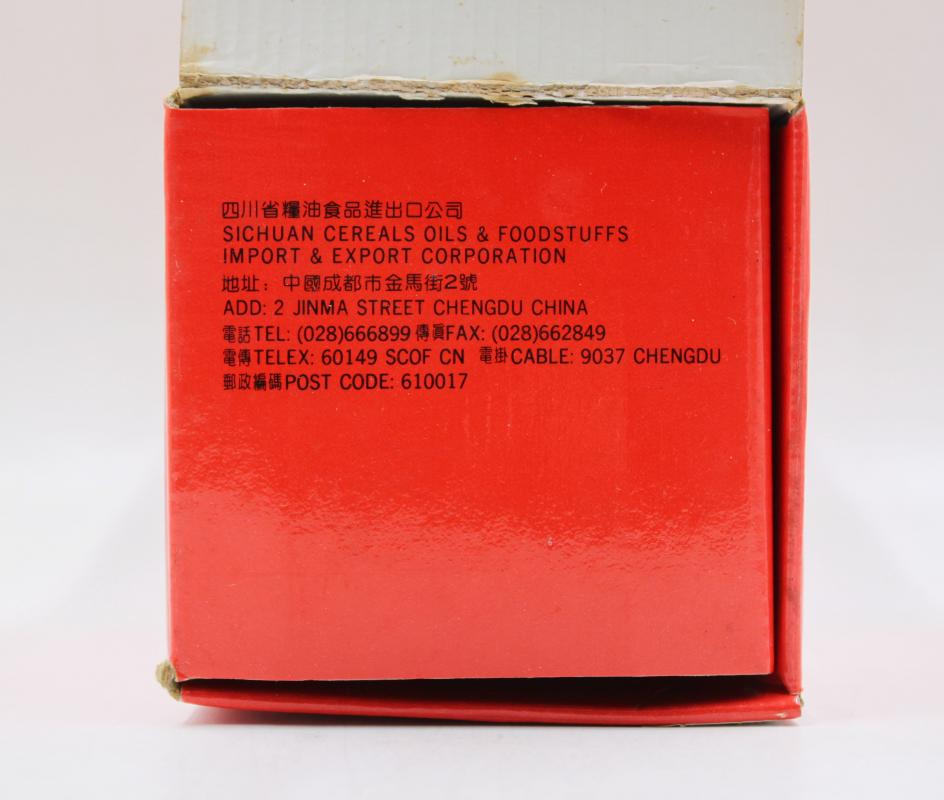 四川省糧油食品進出口公司
SICHUAN CEREALS OILS & FOODSTUFFS
IMPORT & EXPORT CORPORATION
地址：中國成都市金馬街2號
ADD: 2 JINMA STREET CHENGDU CHINA
電話TEL: (028)666899 傳眞FAX: (028)662849
電傳TELEX: 60149 SCOF CN 電掛CABLE: 9037 CHENGDU
郵政編碼POST CODE: 610017